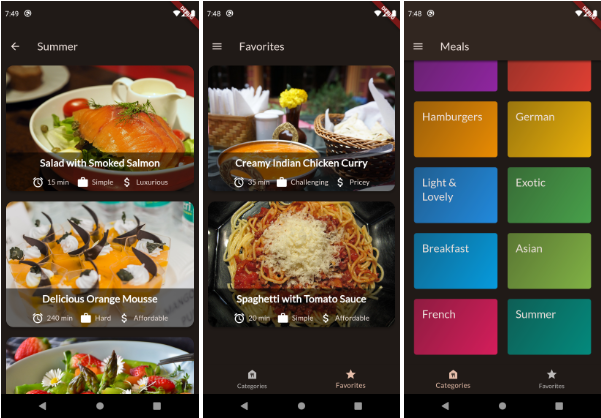 7:49
Summer
Salad with Smoked Salmon
15 min Simple Luxurious
Delicious Orange Mousse
240 min Hard Affordable
7:48
Favorites
Creamy Indian Chicken Curry
35 min Challenging Pricey
Spaghetti with Tomato Sauce
20 min Simple Affordable
Categories Favorites
7:48
Meals
Hamburgers German
Light & Exotic
Lovely
Breakfast Asian
French Summer
Categories Favorites